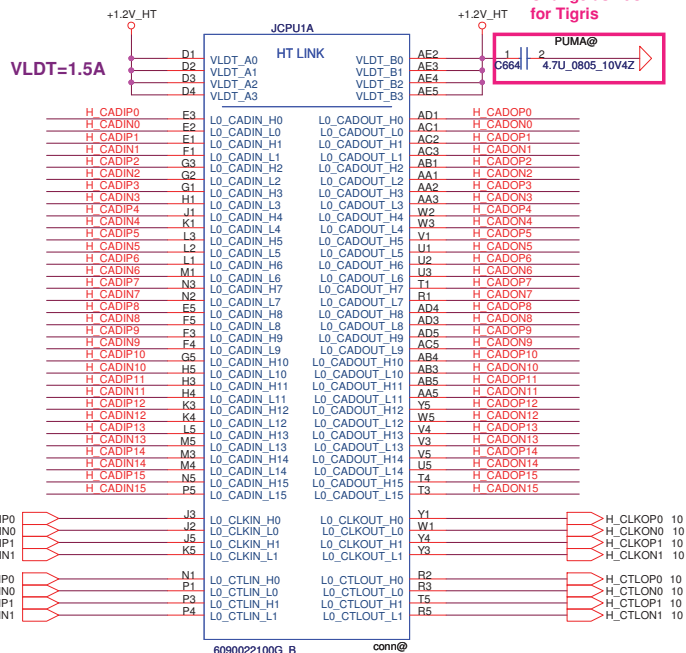 for Tigris
+1.2V_HT
+1.2V_HT
JCPU1A
PUMA@
HT LINK
1 2
C664 4.7U_0805_10V4Z
VLDT=1.5A
D1 VLDT_A0 VLDT_B0 AE2
D2 VLDT_A1 VLDT_B1 AE3
D3 VLDT_A2 VLDT_B2 AE4
D4 VLDT_A3 VLDT_B3 AE5
H_CADIP0 E3 L0_CADIN_H0 L0_CADOUT_H0 AD1 H_CADOP0
H_CADIN0 E2 L0_CADIN_L0 L0_CADOUT_L0 AC1 H_CADON0
H_CADIP1 E1 L0_CADIN_H1 L0_CADOUT_H1 AC2 H_CADOP1
H_CADIN1 F1 L0_CADIN_L1 L0_CADOUT_L1 AC3 H_CADON1
H_CADIP2 G3 L0_CADIN_H2 L0_CADOUT_H2 AB1 H_CADOP2
H_CADIN2 G2 L0_CADIN_L2 L0_CADOUT_L2 AA1 H_CADON2
H_CADIP3 G1 L0_CADIN_H3 L0_CADOUT_H3 AA2 H_CADOP3
H_CADIN3 H1 L0_CADIN_L3 L0_CADOUT_L3 AA3 H_CADON3
H_CADIP4 J1 L0_CADIN_H4 L0_CADOUT_H4 W2 H_CADOP4
H_CADIN4 K1 L0_CADIN_L4 L0_CADOUT_L4 W3 H_CADON4
H_CADIP5 L3 L0_CADIN_H5 L0_CADOUT_H5 V1 H_CADOP5
H_CADIN5 L2 L0_CADIN_L5 L0_CADOUT_L5 U1 H_CADON5
H_CADIP6 L1 L0_CADIN_H6 L0_CADOUT_H6 U2 H_CADOP6
H_CADIN6 M1 L0_CADIN_L6 L0_CADOUT_L6 U3 H_CADON6
H_CADIP7 N3 L0_CADIN_H7 L0_CADOUT_H7 T1 H_CADOP7
H_CADIN7 N2 L0_CADIN_L7 L0_CADOUT_L7 R1 H_CADON7
H_CADIP8 E5 L0_CADIN_H8 L0_CADOUT_H8 AD4 H_CADOP8
H_CADIN8 F5 L0_CADIN_L8 L0_CADOUT_L8 AD3 H_CADON8
H_CADIP9 F3 L0_CADIN_H9 L0_CADOUT_H9 AD5 H_CADOP9
H_CADIN9 F4 L0_CADIN_L9 L0_CADOUT_L9 AC5 H_CADON9
H_CADIP10 G5 L0_CADIN_H10 L0_CADOUT_H10 AB4 H_CADOP10
H_CADIN10 H5 L0_CADIN_L10 L0_CADOUT_L10 AB3 H_CADON10
H_CADIP11 H3 L0_CADIN_H11 L0_CADOUT_H11 AB5 H_CADOP11
H_CADIN11 H4 L0_CADIN_L11 L0_CADOUT_L11 AA5 H_CADON11
H_CADIP12 K3 L0_CADIN_H12 L0_CADOUT_H12 Y5 H_CADOP12
H_CADIN12 K4 L0_CADIN_L12 L0_CADOUT_L12 W5 H_CADON12
H_CADIP13 L5 L0_CADIN_H13 L0_CADOUT_H13 V4 H_CADOP13
H_CADIN13 M5 L0_CADIN_L13 L0_CADOUT_L13 V3 H_CADON13
H_CADIP14 M3 L0_CADIN_H14 L0_CADOUT_H14 V5 H_CADOP14
H_CADIN14 M4 L0_CADIN_L14 L0_CADOUT_L14 U5 H_CADON14
H_CADIP15 N5 L0_CADIN_H15 L0_CADOUT_H15 T4 H_CADOP15
H_CADIN15 P5 L0_CADIN_L15 L0_CADOUT_L15 T3 H_CADON15
IP0 J3 L0_CLKIN_H0 L0_CLKOUT_H0 Y1 H_CLKOP0 10
IN0 J2 L0_CLKIN_L0 L0_CLKOUT_L0 W1 H_CLKON0 10
IP1 J5 L0_CLKIN_H1 L0_CLKOUT_H1 Y4 H_CLKOP1 10
IN1 K5 L0_CLKIN_L1 L0_CLKOUT_L1 Y3 H_CLKON1 10
IP0 N1 L0_CTLIN_H0 L0_CTLOUT_H0 R2 H_CTLOP0 10
IN0 P1 L0_CTLIN_L0 L0_CTLOUT_L0 R3 H_CTLON0 10
IP1 P3 L0_CTLIN_H1 L0_CTLOUT_H1 T5 H_CTLOP1 10
IN1 P4 L0_CTLIN_L1 L0_CTLOUT_L1 R5 H_CTLON1 10
6090022100G_B conn@